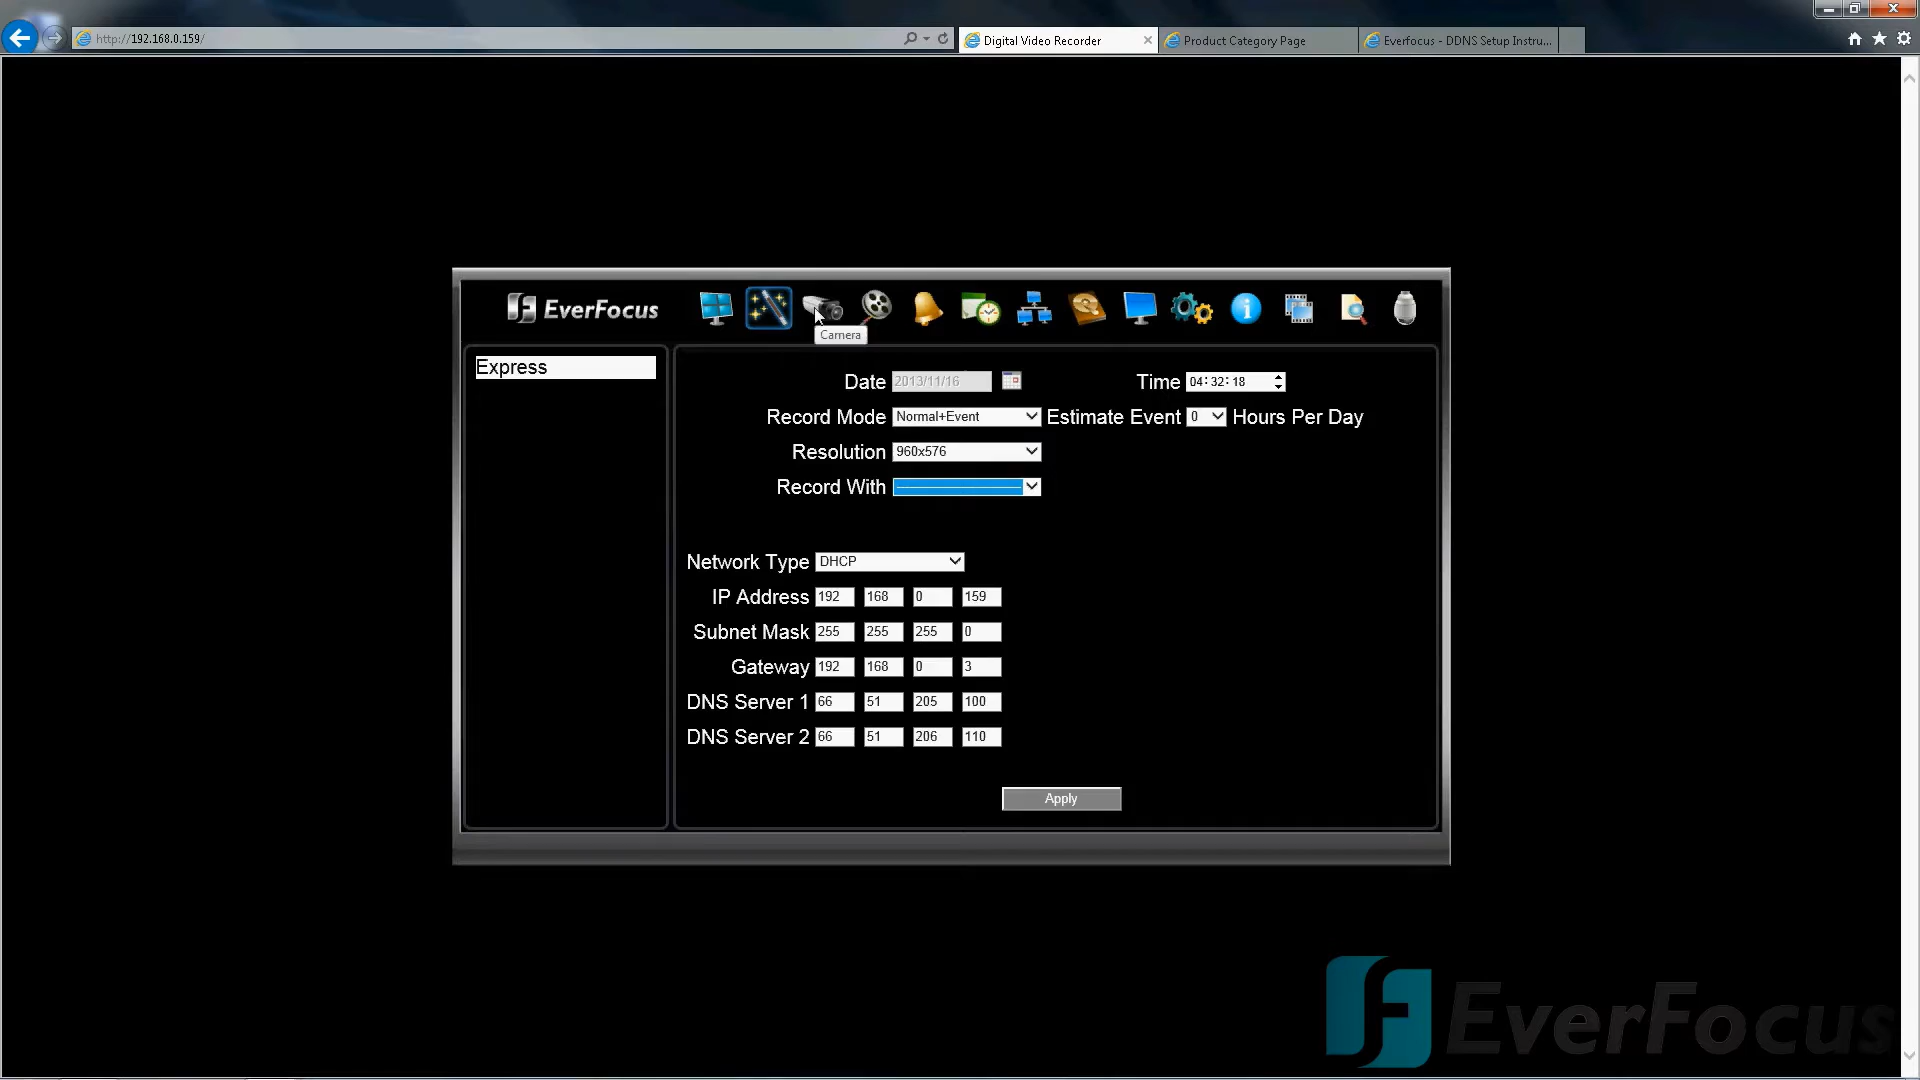 http://192.168.0.159/
Digital Video Recorder
Product Category Page
Everfocus - DDNS Setup Instru...
EverFocus
Camera
Express
Date 2013/11/16 Time 04:32:18
Record Mode Normal+Event Estimate Event 0 Hours Per Day
Resolution 960x576
Record With
Network Type DHCP
IP Address 192 168 0 159
Subnet Mask 255 255 255 0
Gateway 192 168 0 3
DNS Server 1 66 51 205 100
DNS Server 2 66 51 206 110
Apply
EverFocus